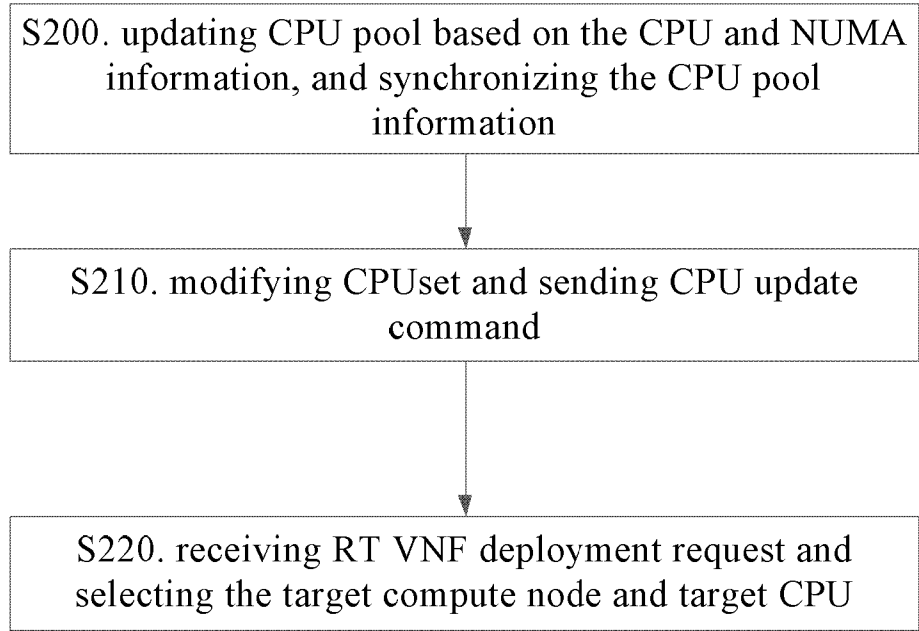 S200. updating CPU pool based on the CPU and NUMA
information, and synchronizing the CPU pool
information
S210. modifying CPUset and sending CPU update
command
S220. receiving RT VNF deployment request and
selecting the target compute node and target CPU